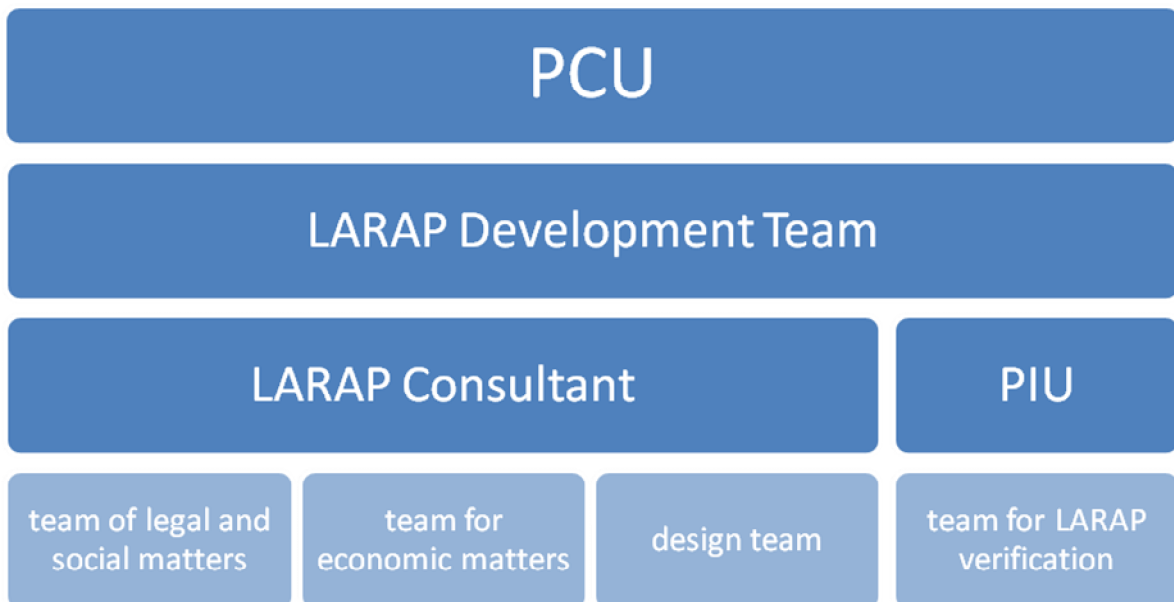 PCU
LARAP Development Team
LARAP Consultant
PIU
team of legal and
social matters
team for
economic matters
design team
team for LARAP
verification